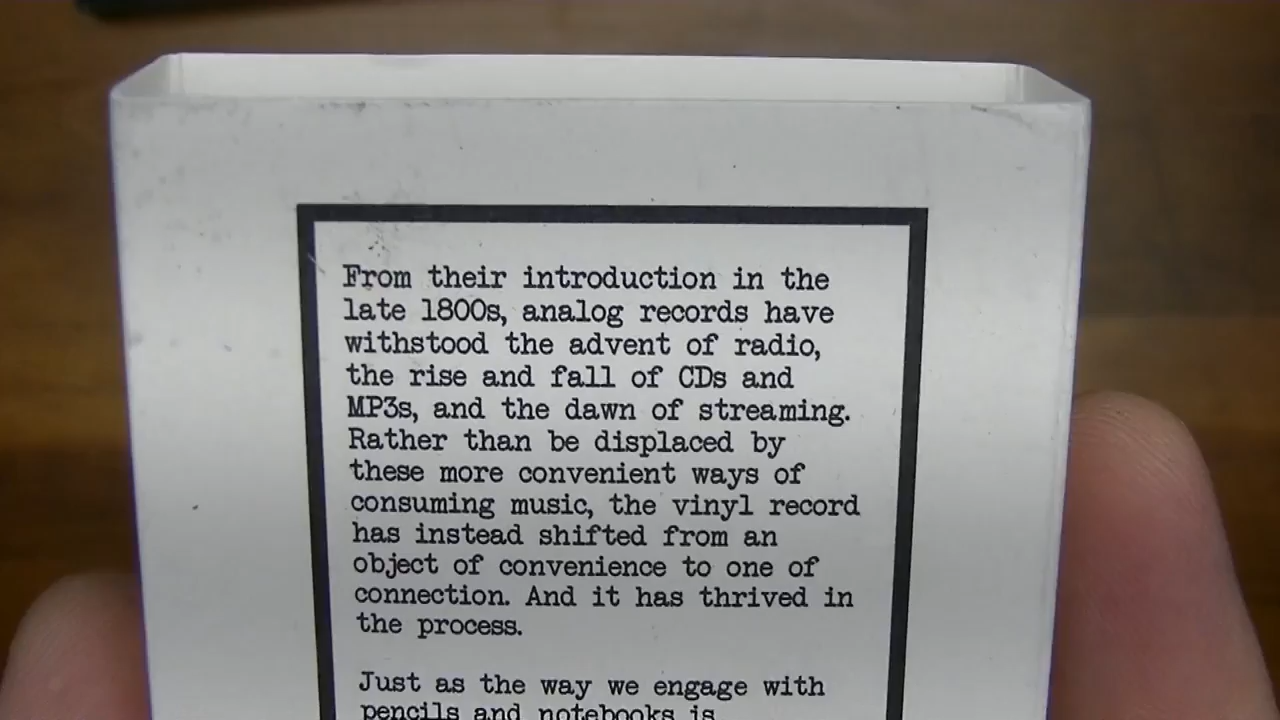 From their introduction in the
late 1800s, analog records have
withstood the advent of radio,
the rise and fall of CDs and
MP3s, and the dawn of streaming.
Rather than be displaced by
these more convenient ways of
consuming music, the vinyl record
has instead shifted from an
object of convenience to one of
connection. And it has thrived in
the process.
Just as the way we engage with
pencils and notebooks is